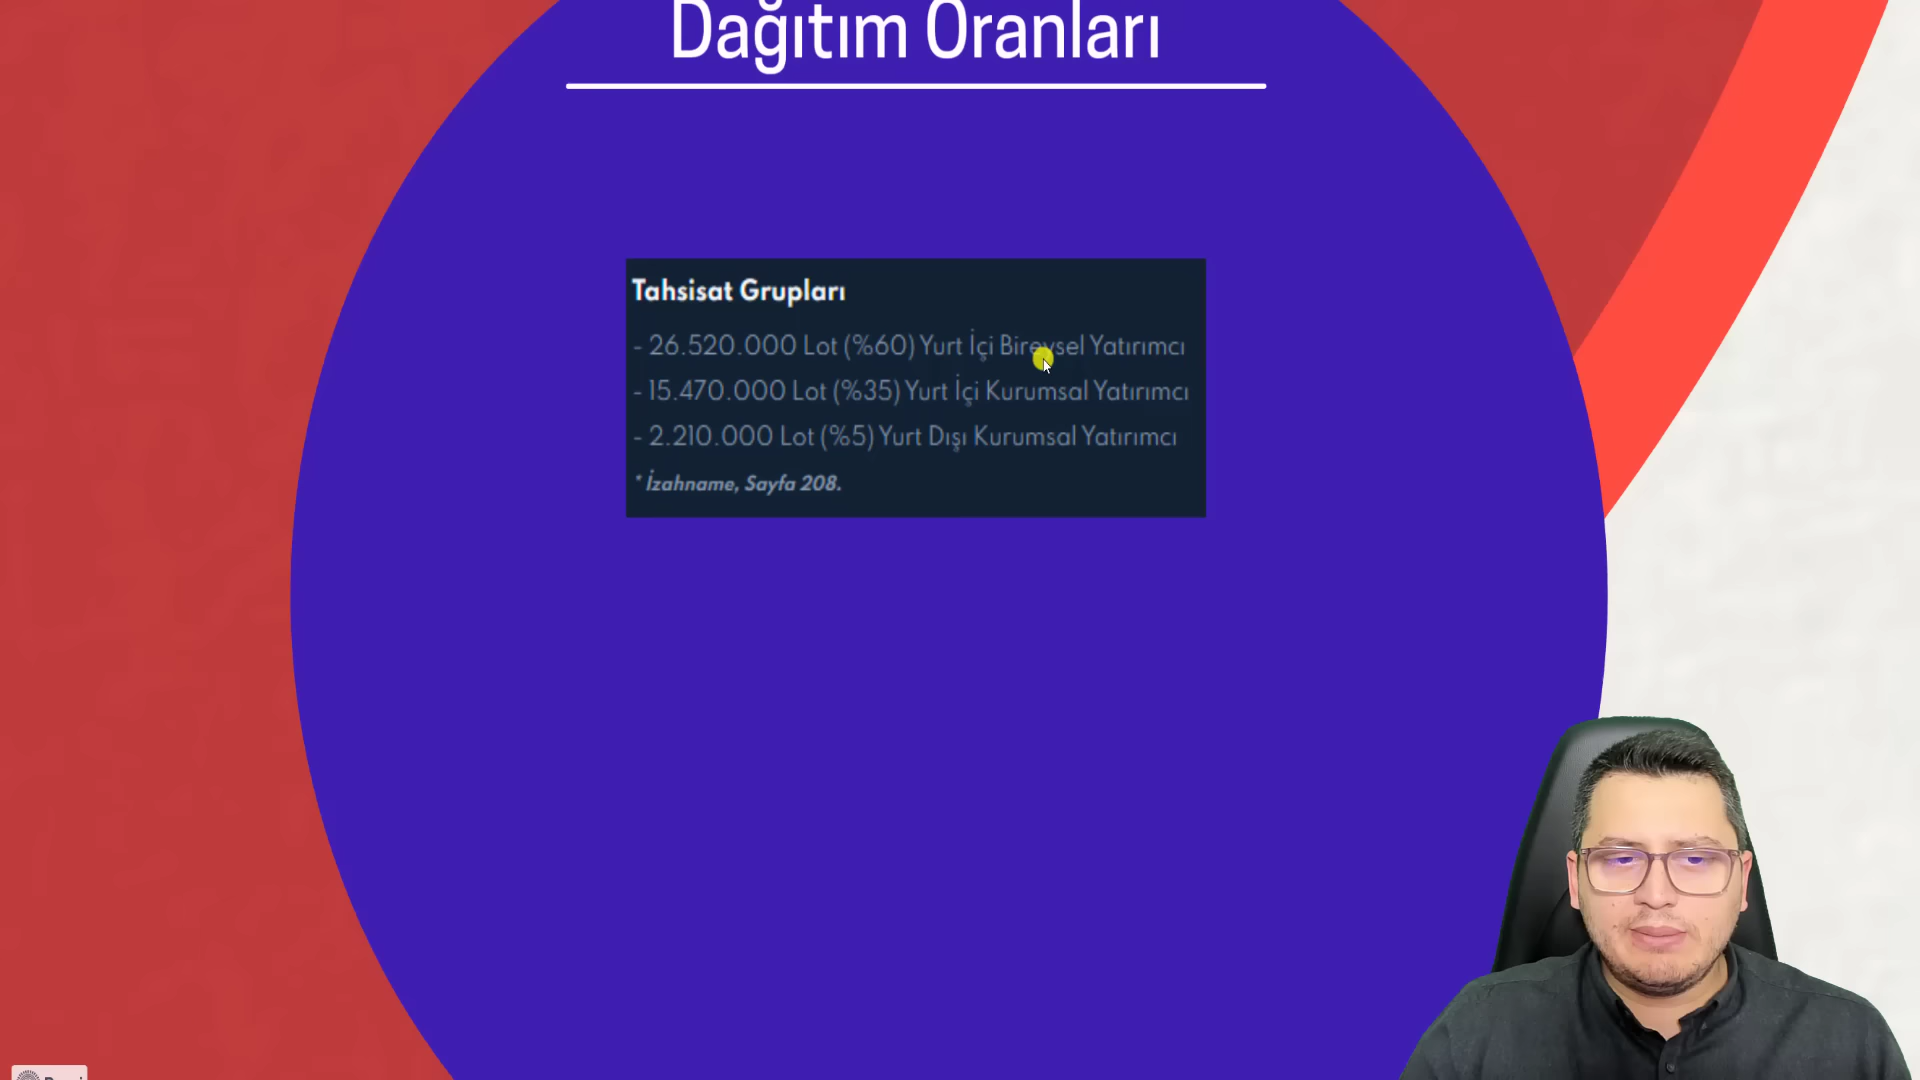 Dağıtım Oranları
Tahsisat Grupları
- 26.520.000 Lot (%60) Yurt İçi Bireysel Yatırımcı
- 15.470.000 Lot (%35) Yurt İçi Kurumsal Yatırımcı
- 2.210.000 Lot (%5) Yurt Dışı Kurumsal Yatırımcı
* İzahname, Sayfa 208.